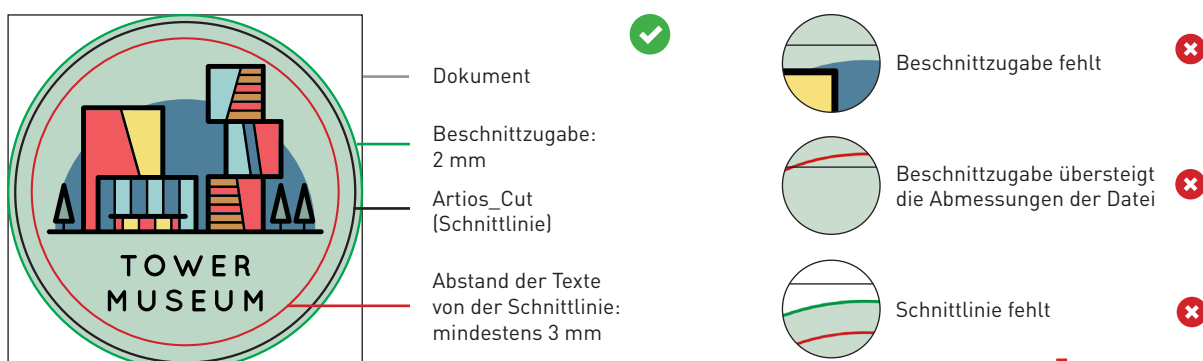 TOWER
MUSEUM
Dokument
Beschnittzugabe:
2 mm
Artios_Cut
(Schnittlinie)
Abstand der Texte
von der Schnittlinie:
mindestens 3 mm
Beschnittzugabe fehlt
Beschnittzugabe übersteigt
die Abmessungen der Datei
Schnittlinie fehlt